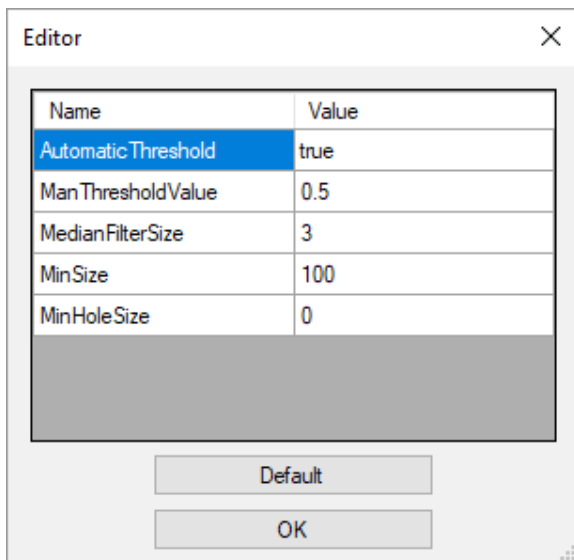 Editor
Name Value
AutomaticThreshold true
ManThresholdValue 0.5
MedianFilterSize 3
MinSize 100
MinHoleSize 0
Default
OK